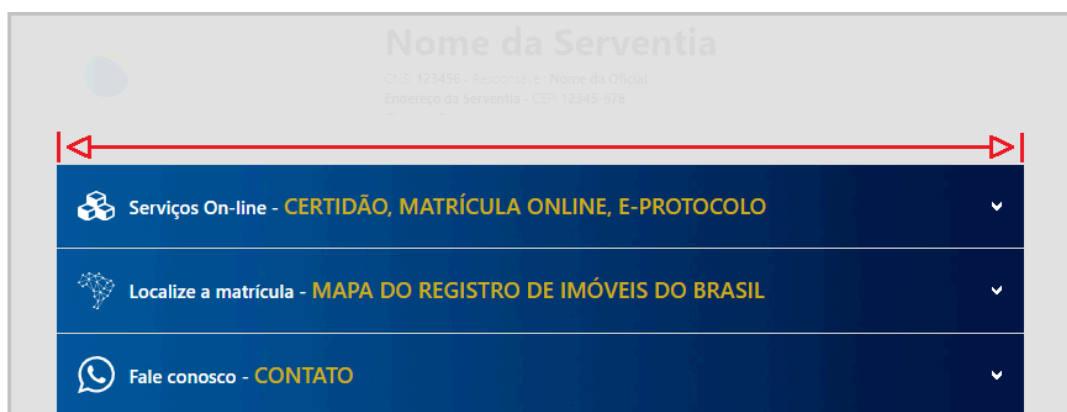 Nome da Serventia
CNS: 123456 - Responsável: Nome da Oficial
Endereço da Serventia - CEP: 12345-678
Serviços On-line - CERTIDÃO, MATRÍCULA ONLINE, E-PROTOCOLO
Localize a matrícula - MAPA DO REGISTRO DE IMÓVEIS DO BRASIL
Fale conosco - CONTATO